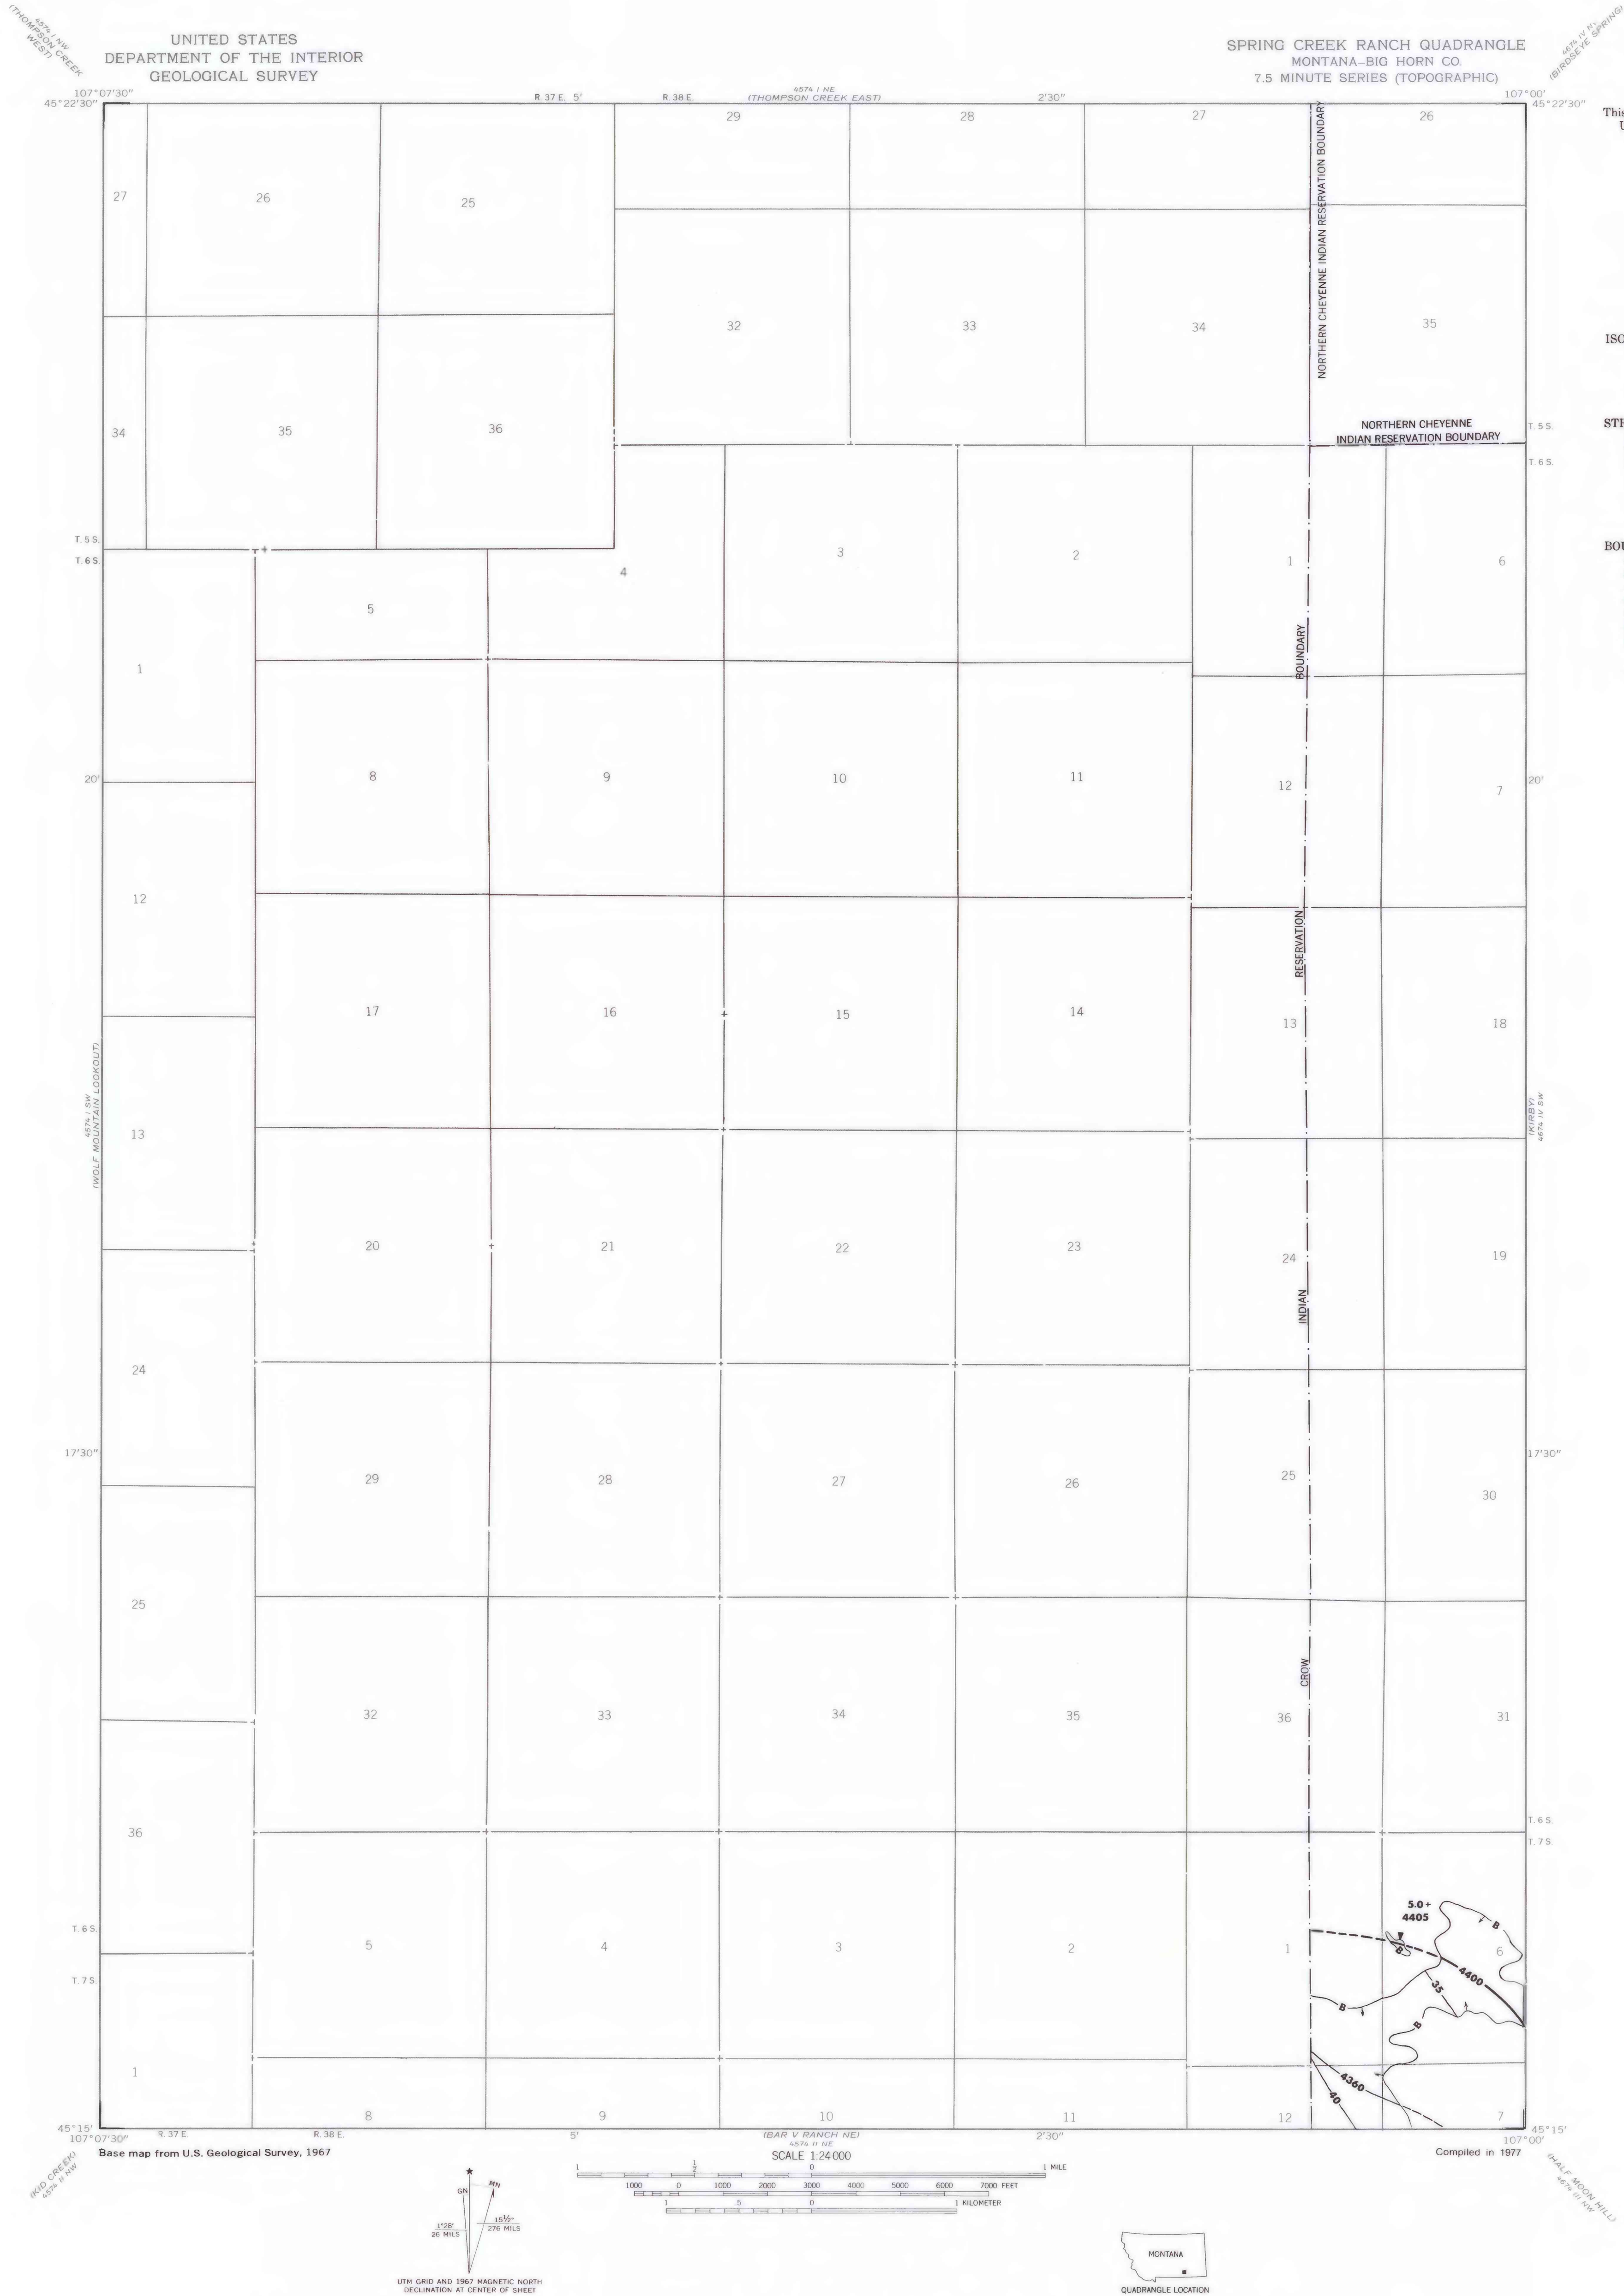 4574 I NW
(THOMPSON CREEK
WEST)
UNITED STATES
DEPARTMENT OF THE INTERIOR
GEOLOGICAL SURVEY
SPRING CREEK RANCH QUADRANGLE
MONTANA–BIG HORN CO.
7.5 MINUTE SERIES (TOPOGRAPHIC)
(BIRDSEYE SPRING)
107°07'30"
45°22'30"
R. 37 E. 5'
R. 38 E.
4574 I NE
(THOMPSON CREEK EAST)
2'30"
107°00'
45°22'30"
This
29
28
27
26
27
26
25
NORTHERN CHEYENNE INDIAN RESERVATION BOUNDARY
32
33
34
35
ISO
34
35
36
NORTHERN CHEYENNE
INDIAN RESERVATION BOUNDARY
T. 5 S.
T. 6 S.
STR
T. 5 S.
T. 6 S.
BOU
4
3
2
1
6
5
1
BOUNDARY
20'
8
9
10
11
12
7
20'
12
RESERVATION
17
16
15
14
13
18
4574 I SW
(WOLF MOUNTAIN LOOKOUT)
13
(KIRBY)
4674 IV SW
20
21
22
23
24
19
INDIAN
24
17'30"
17'30"
29
28
27
26
25
30
25
CROW
32
33
34
35
36
31
36
T. 6 S.
T. 7 S.
T. 6 S.
T. 7 S.
5
4
3
2
1
6
5.0+
4405
B
B
4400
35
B
B
1
4360
40
8
9
10
11
12
7
45°15'
107°07'30"
R. 37 E.
R. 38 E.
5'
(BAR V RANCH NE)
4574 II NE
2'30"
45°15'
107°00'
Base map from U.S. Geological Survey, 1967
SCALE 1:24 000
Compiled in 1977
(KID CREEK)
4574 II NW
(HALF MOON HILL)
4674 III NW
1 ½ 0 1 MILE
1000 0 1000 2000 3000 4000 5000 6000 7000 FEET
1 .5 0 1 KILOMETER
GN
MN
1°28'
26 MILS
15½°
276 MILS
UTM GRID AND 1967 MAGNETIC NORTH
DECLINATION AT CENTER OF SHEET
MONTANA
QUADRANGLE LOCATION